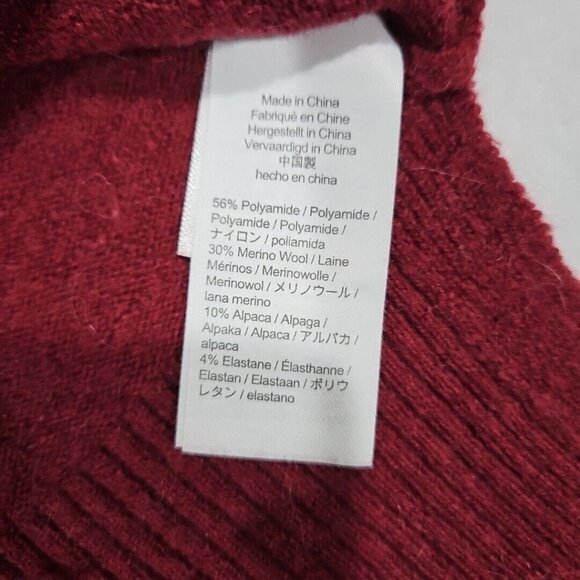 Made in China
Fabriqué en Chine
Hergestellt in China
Vervaardigd in China
中国製
hecho en china
56% Polyamide / Polyamide /
Polyamide / Polyamide /
ナイロン / poliamida
30% Merino Wool / Laine
Mérinos / Merinowolle /
Merinowol / メリノウール /
lana merino
10% Alpaca / Alpaga /
Alpaka / Alpaca / アルパカ /
alpaca
4% Elastane / Élasthanne /
Elastan / Elastaan / ポリウ
レタン / elastano